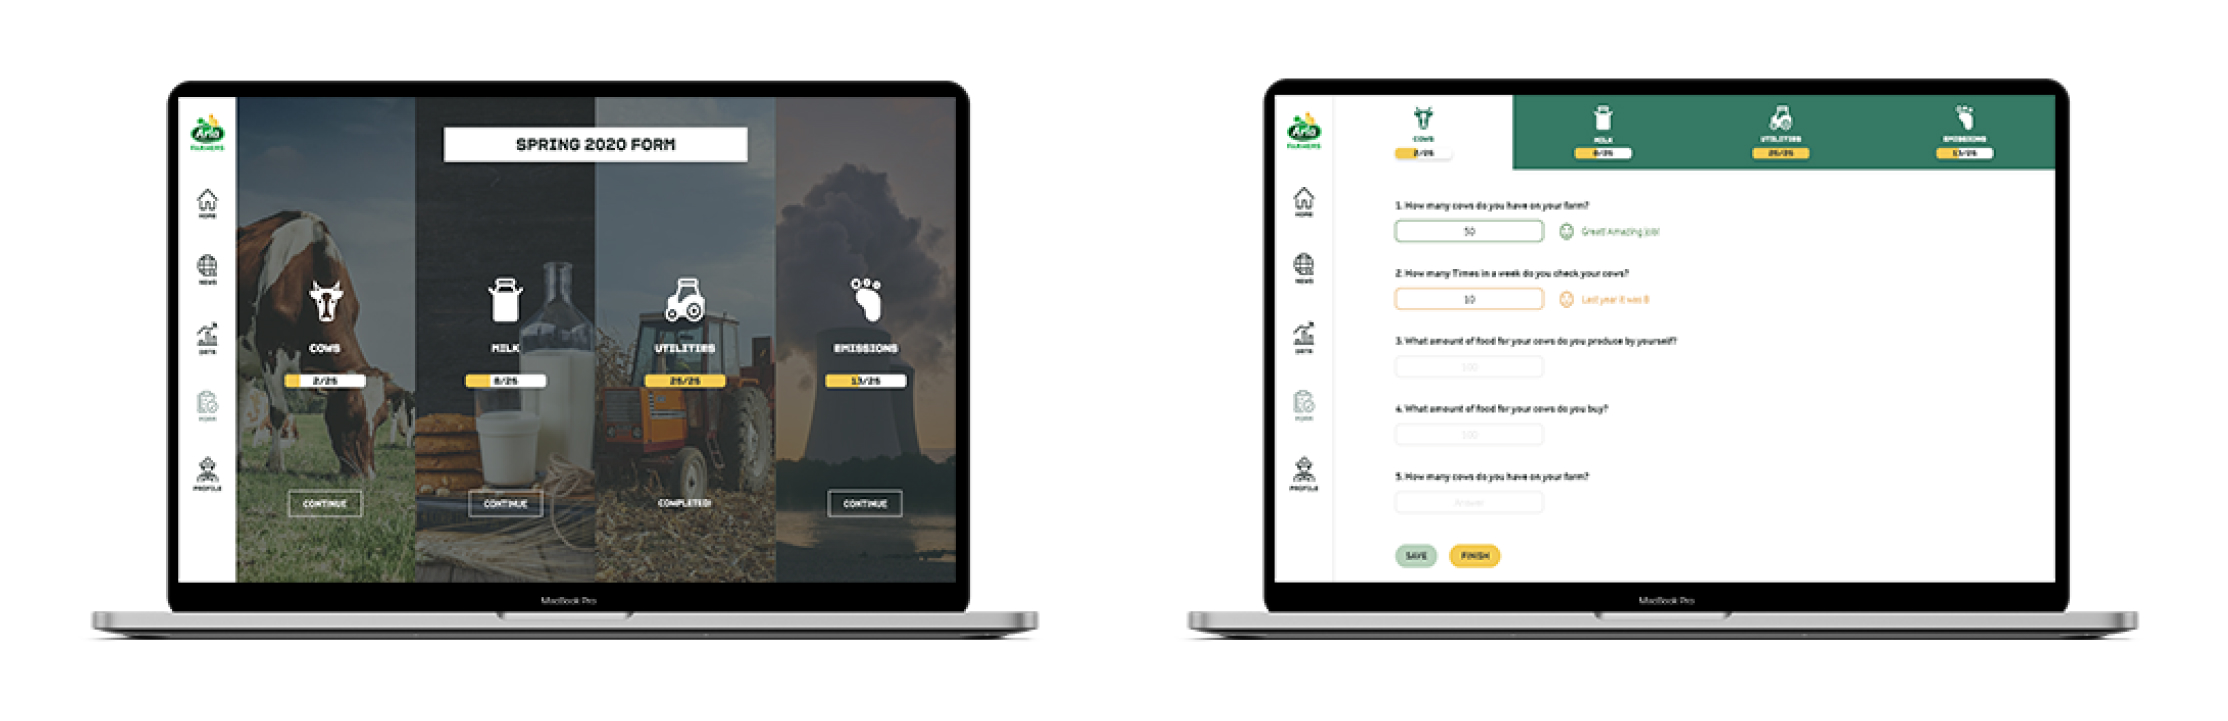 Arla
FARMERS
SPRING 2020 FORM
HOME
NEWS
DATA
FORM
PROFILE
COWS
MILK
UTILITIES
EMISSIONS
2/25
8/25
25/25
13/25
CONTINUE
CONTINUE
COMPLETED!
CONTINUE
MacBook Pro
Arla
FARMERS
HOME
NEWS
DATA
FORM
PROFILE
COWS
MILK
UTILITIES
EMISSIONS
2/25
8/25
25/25
13/25
1. How many cows do you have on your farm?
50
Great! Amazing job!
2. How many Times in a week do you check your cows?
10
Last year it was 8
3. What amount of food for your cows do you produce by yourself?
100
4. What amount of food for your cows do you buy?
100
5. How many cows do you have on your farm?
Answer
SAVE
FINISH
MacBook Pro